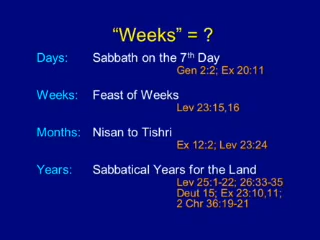 “Weeks” = ?
Days: Sabbath on the 7th Day
Gen 2:2; Ex 20:11
Weeks: Feast of Weeks
Lev 23:15,16
Months: Nisan to Tishri
Ex 12:2; Lev 23:24
Years: Sabbatical Years for the Land
Lev 25:1-22; 26:33-35
Deut 15; Ex 23:10,11;
2 Chr 36:19-21